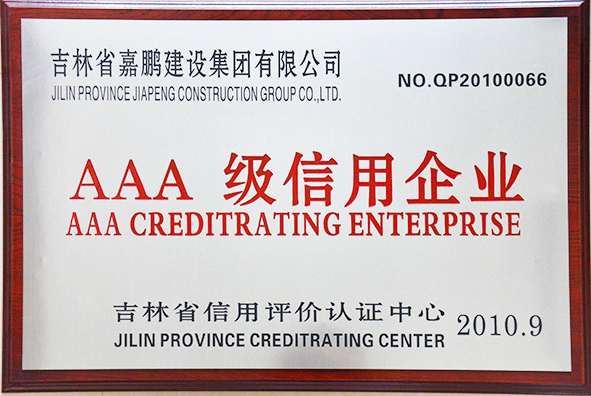 吉林省嘉鹏建设集团有限公司
JILIN PROVINCE JIAPENG CONSTRUCTION GROUP CO.,LTD.
NO.QP20100066
AAA 级信用企业
AAA CREDITRATING ENTERPRISE
吉林省信用评价认证中心
JILIN PROVINCE CREDITRATING CENTER
2010.9